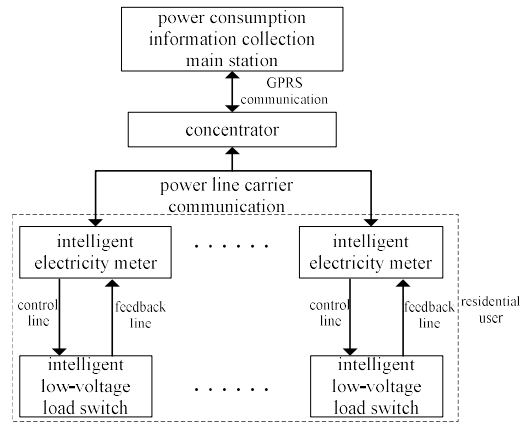 power consumption
information collection
main station
GPRS
communication
concentrator
power line carrier
communication
intelligent
electricity meter
. . . . . .
intelligent
electricity meter
control
line
feedback
line
control
line
feedback
line
residential
user
intelligent
low-voltage
load switch
. . . . . .
intelligent
low-voltage
load switch